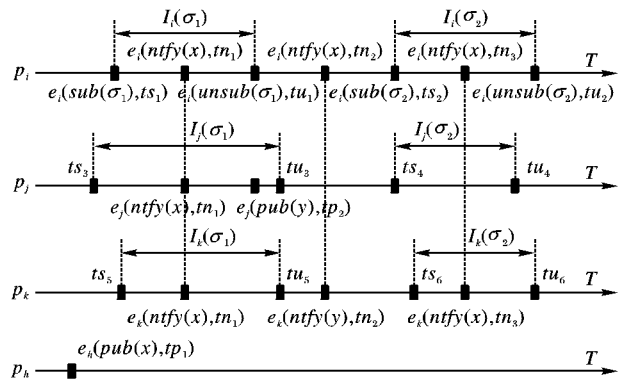 I_i(σ_1) I_i(σ_2)
e_i(ntfy(x),tn_1) e_i(ntfy(x),tn_2) e_i(ntfy(x),tn_3)
p_i T
e_i(sub(σ_1),ts_1) e_i(unsub(σ_1),tu_1) e_i(sub(σ_2),ts_2) e_i(unsub(σ_2),tu_2)
I_j(σ_1) I_j(σ_2)
ts_3 tu_3 ts_4 tu_4
p_j T
e_j(ntfy(x),tn_1) e_j(pub(y),tp_2)
I_k(σ_1) I_k(σ_2)
ts_5 tu_5 ts_6 tu_6
p_k T
e_k(ntfy(x),tn_1) e_k(ntfy(y),tn_2) e_k(ntfy(x),tn_3)
e_h(pub(x),tp_1)
p_h T